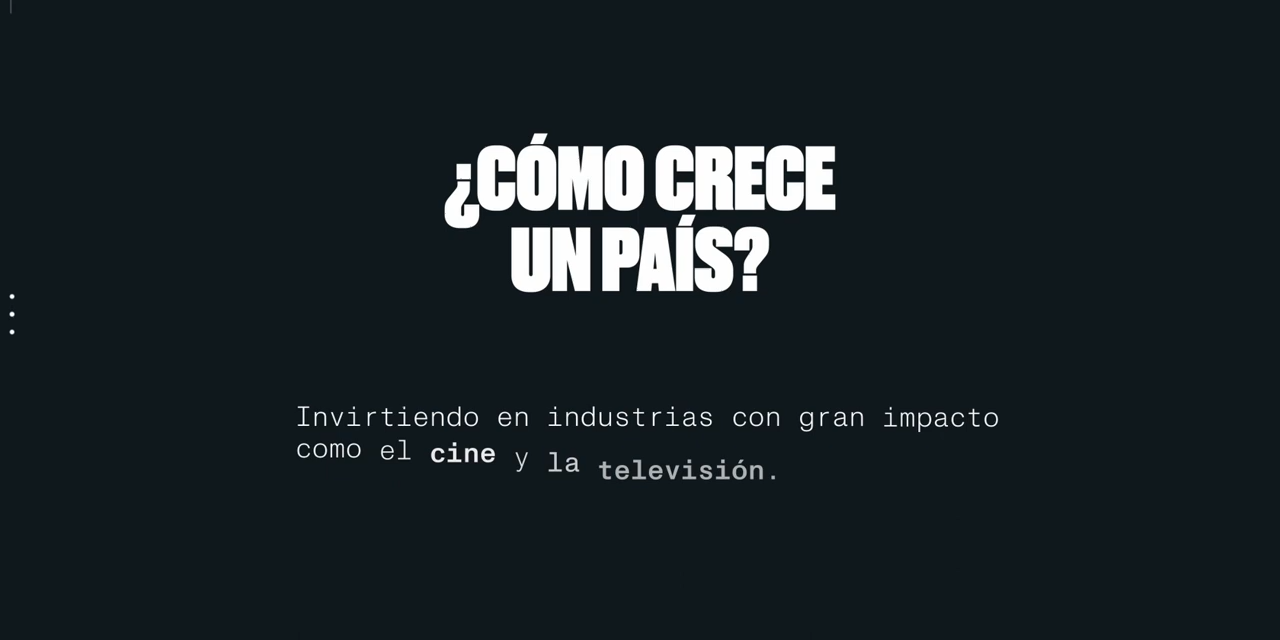 ¿CÓMO CRECE
UN PAÍS?
Invirtiendo en industrias con gran impacto
como el cine y la televisión.